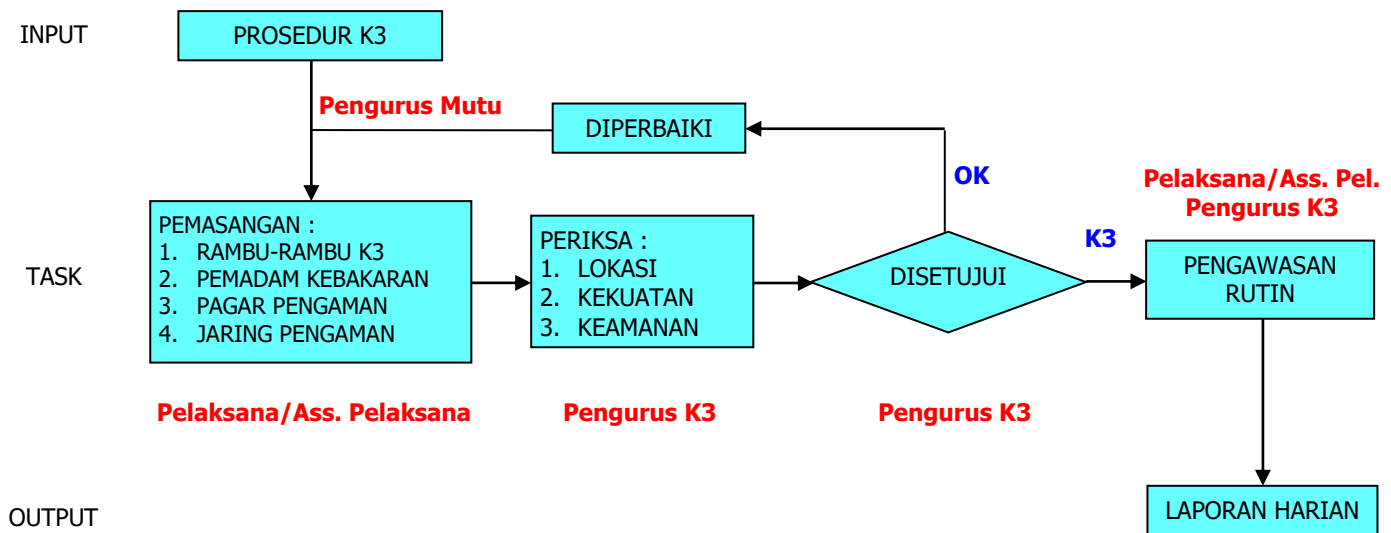 INPUT
PROSEDUR K3
Pengurus Mutu
DIPERBAIKI
OK
Pelaksana/Ass. Pel.
Pengurus K3
K3
TASK
PEMASANGAN :
1. RAMBU-RAMBU K3
2. PEMADAM KEBAKARAN
3. PAGAR PENGAMAN
4. JARING PENGAMAN
PERIKSA :
1. LOKASI
2. KEKUATAN
3. KEAMANAN
DISETUJUI
PENGAWASAN
RUTIN
Pelaksana/Ass. Pelaksana
Pengurus K3
Pengurus K3
OUTPUT
LAPORAN HARIAN